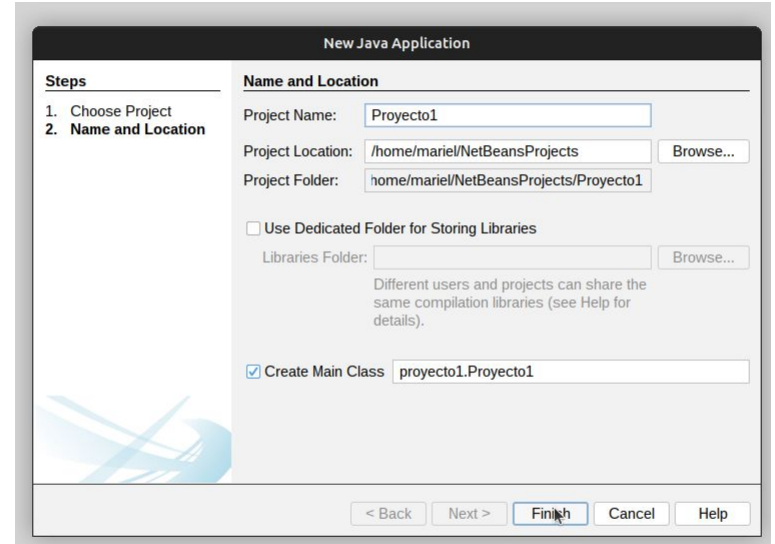 New Java Application
Steps
1. Choose Project
2. Name and Location
Name and Location
Project Name: Proyecto1
Project Location: /home/mariel/NetBeansProjects Browse...
Project Folder: home/mariel/NetBeansProjects/Proyecto1
Use Dedicated Folder for Storing Libraries
Libraries Folder: Browse...
Different users and projects can share the
same compilation libraries (see Help for
details).
Create Main Class proyecto1.Proyecto1
< Back Next > Finish Cancel Help